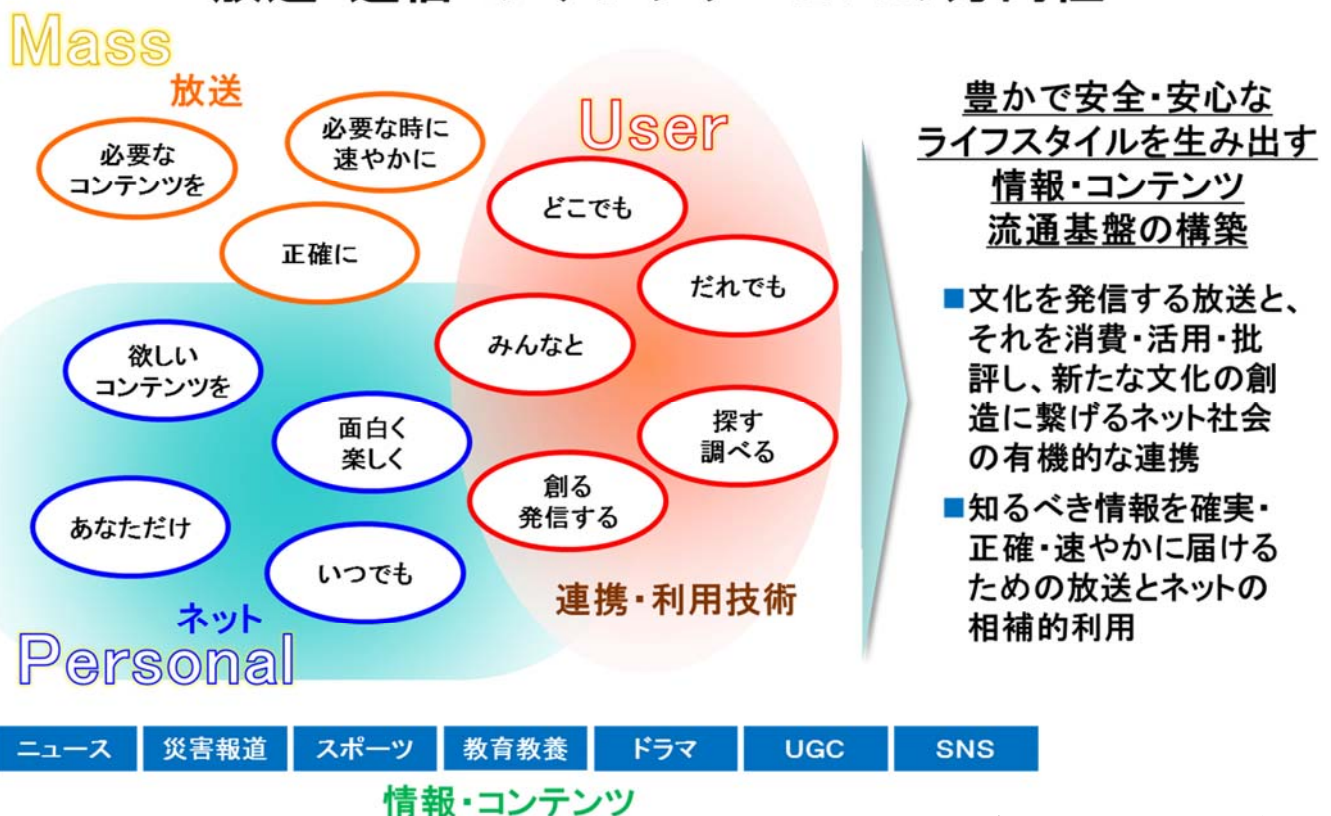 Mass
放送
必要な
コンテンツを
必要な時に
速やかに
正確に
User
どこでも
だれでも
みんなと
探す
調べる
創る
発信する
連携・利用技術
欲しい
コンテンツを
面白く
楽しく
あなただけ
いつでも
ネット
Personal
豊かで安全・安心な
ライフスタイルを生み出す
情報・コンテンツ
流通基盤の構築
■文化を発信する放送と、
それを消費・活用・批
評し、新たな文化の創
造に繋げるネット社会
の有機的な連携
■知るべき情報を確実・
正確・速やかに届ける
ための放送とネットの
相補的利用
ニュース
災害報道
スポーツ
教育教養
ドラマ
UGC
SNS
情報・コンテンツ